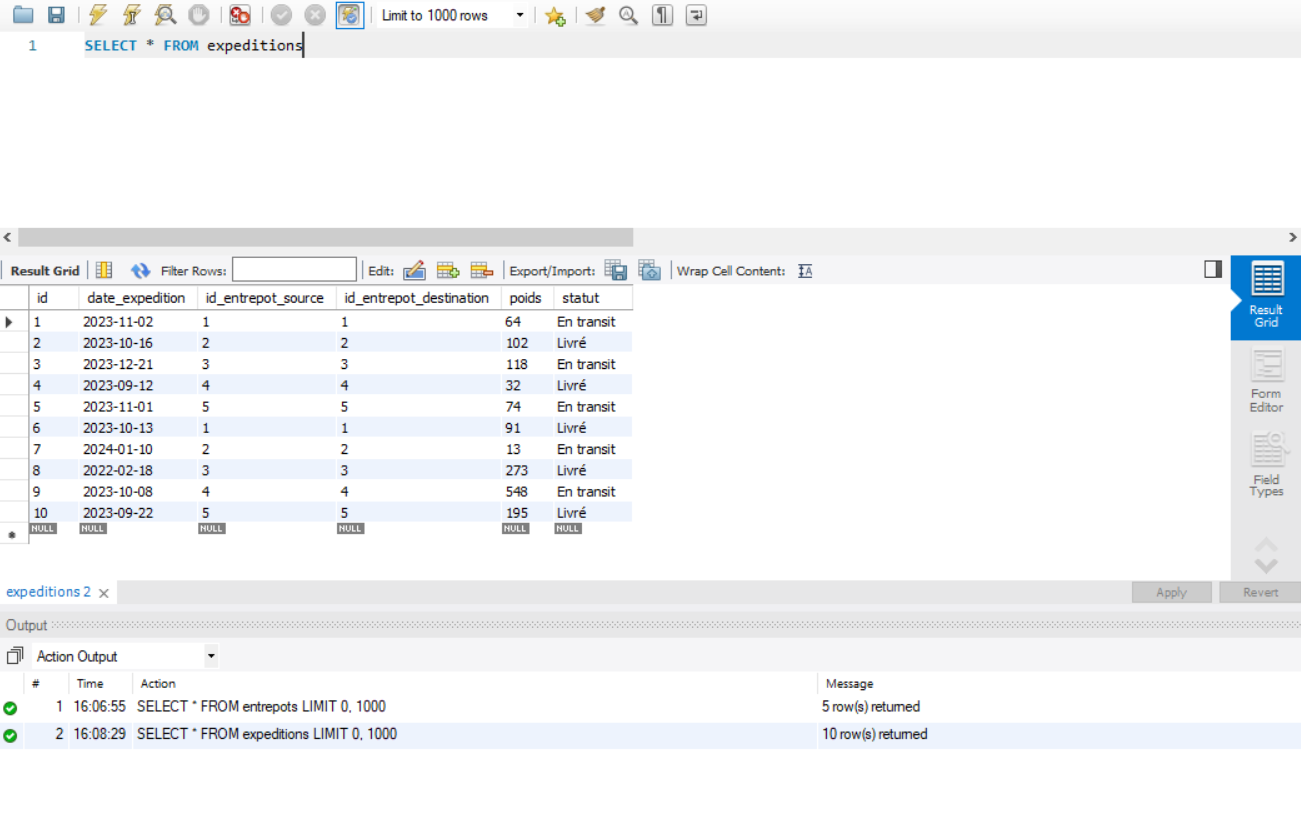 Limit to 1000 rows
1 SELECT * FROM expeditions
Result Grid Filter Rows: Edit: Export/Import: Wrap Cell Content: IA
id date_expedition id_entrepot_source id_entrepot_destination poids statut
1 2023-11-02 1 1 64 En transit
2 2023-10-16 2 2 102 Livré
3 2023-12-21 3 3 118 En transit
4 2023-09-12 4 4 32 Livré
5 2023-11-01 5 5 74 En transit
6 2023-10-13 1 1 91 Livré
7 2024-01-10 2 2 13 En transit
8 2022-02-18 3 3 273 Livré
9 2023-10-08 4 4 548 En transit
10 2023-09-22 5 5 195 Livré
NULL NULL NULL NULL NULL NULL
Result
Grid
Form
Editor
Field
Types
expeditions 2
Apply Revert
Output
Action Output
# Time Action Message
1 16:06:55 SELECT * FROM entrepots LIMIT 0, 1000 5 row(s) returned
2 16:08:29 SELECT * FROM expeditions LIMIT 0, 1000 10 row(s) returned